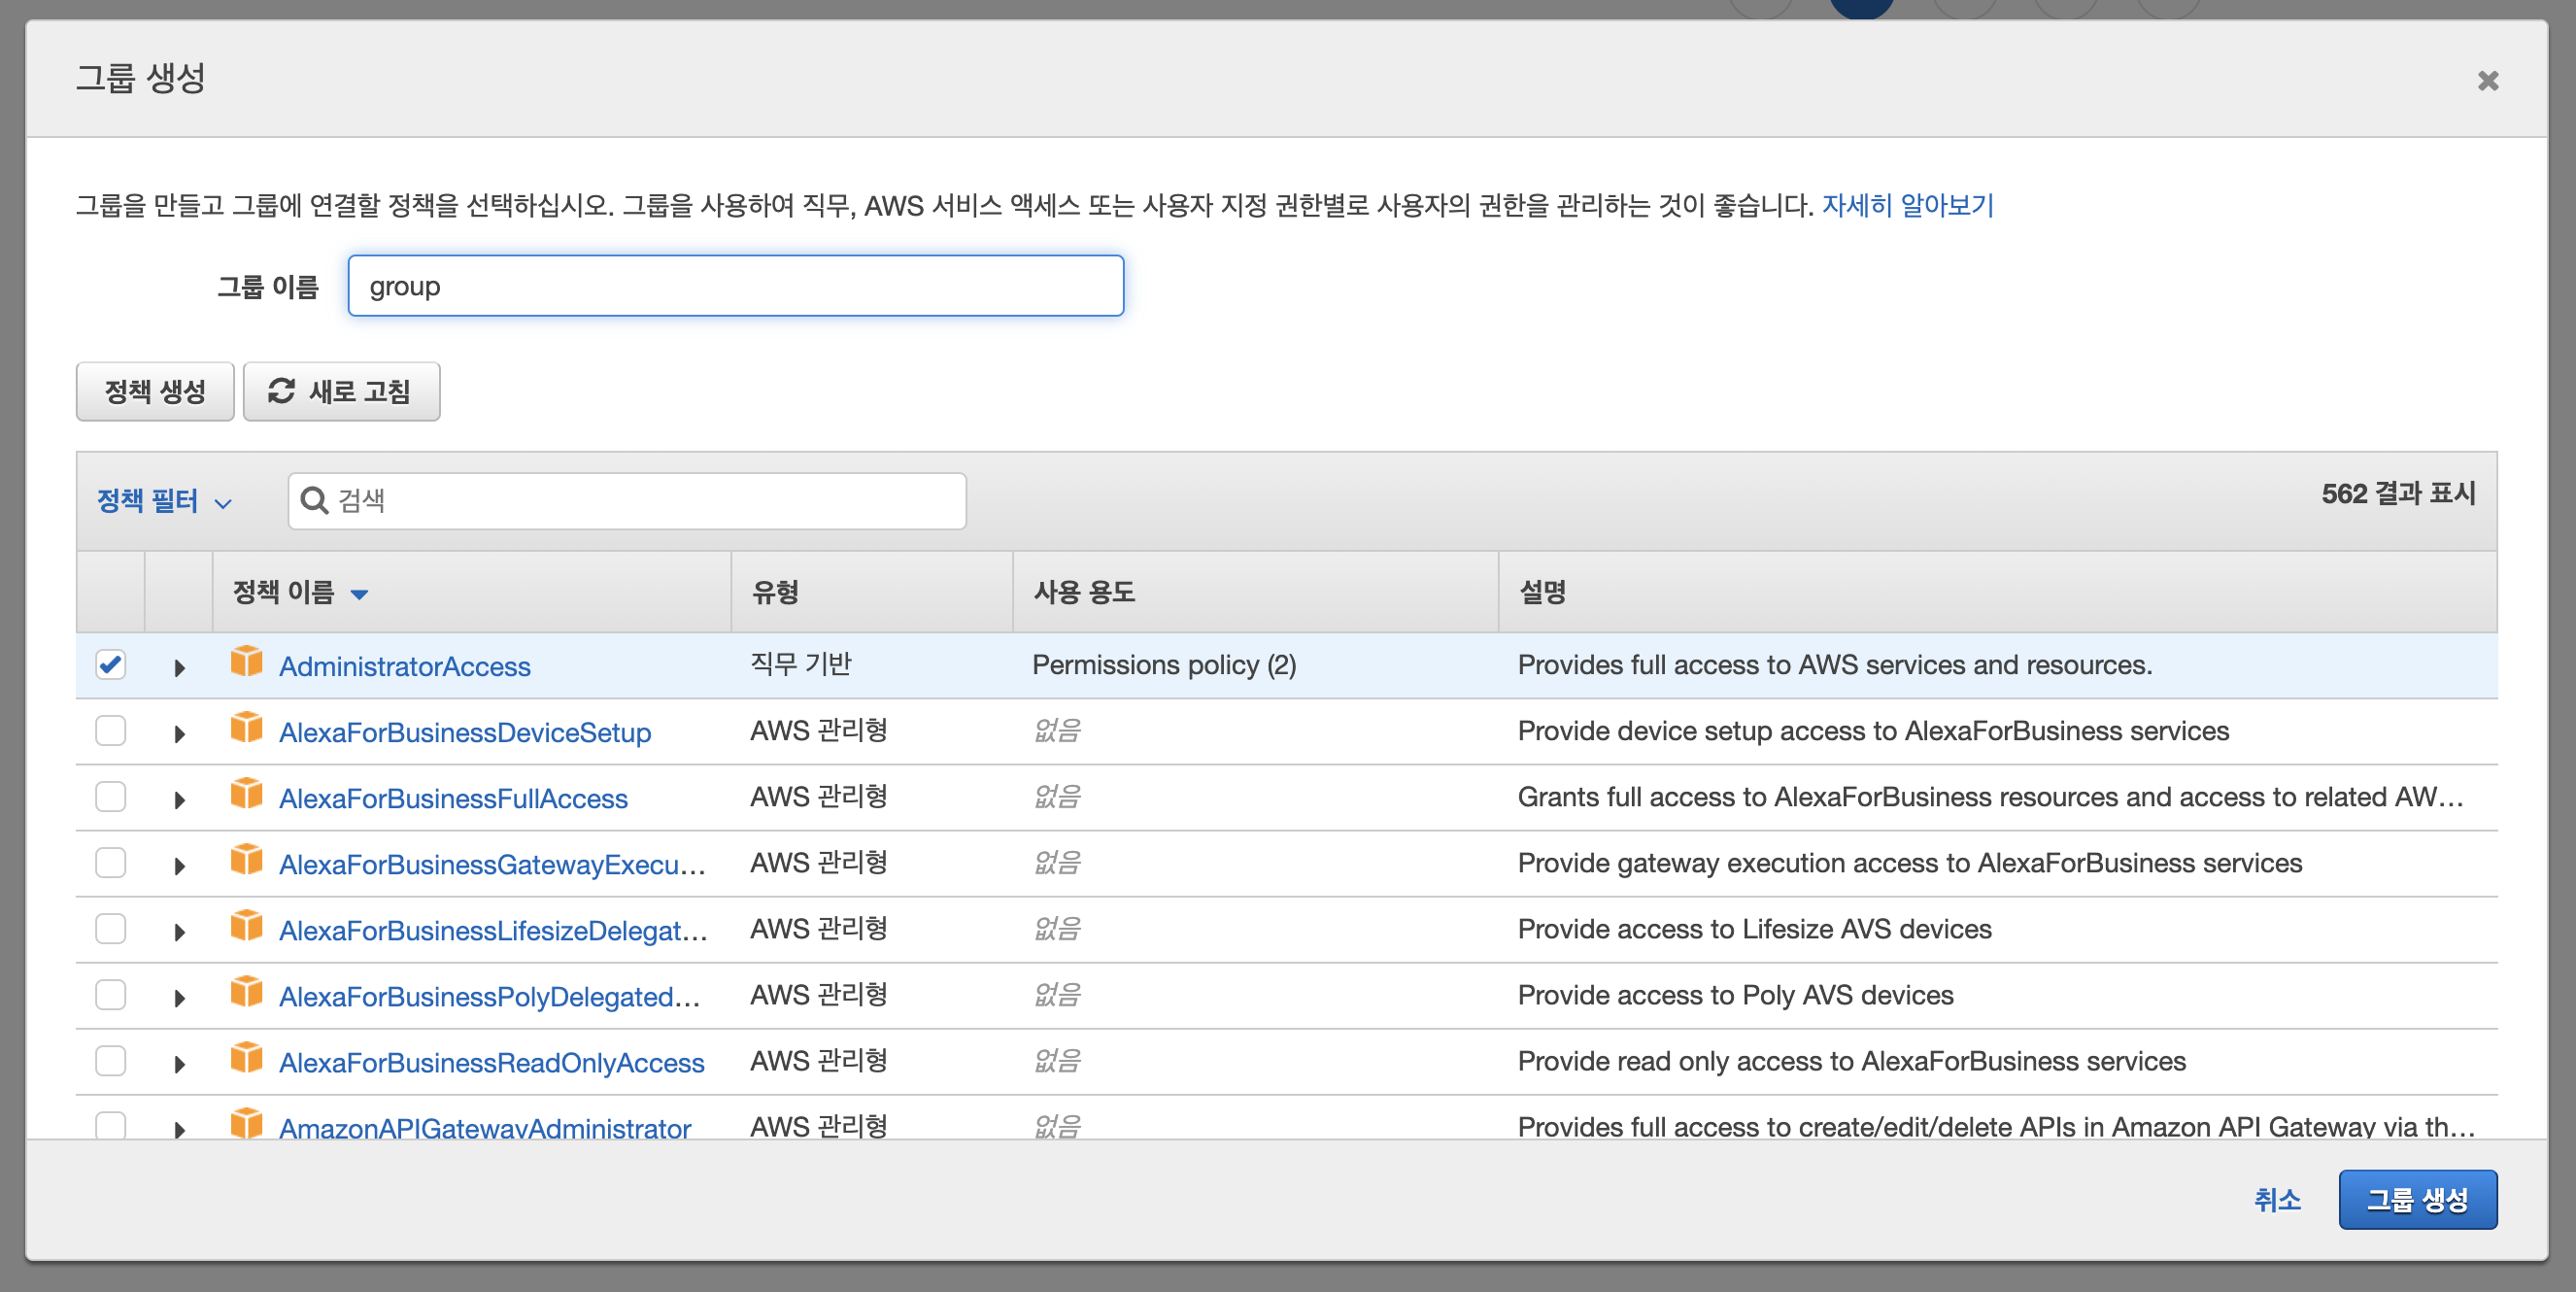 그룹 생성
그룹을 만들고 그룹에 연결할 정책을 선택하십시오. 그룹을 사용하여 직무, AWS 서비스 액세스 또는 사용자 지정 권한별로 사용자의 권한을 관리하는 것이 좋습니다. 자세히 알아보기
그룹 이름 group
정책 생성 새로 고침
정책 필터 검색 562 결과 표시
정책 이름 유형 사용 용도 설명
AdministratorAccess 직무 기반 Permissions policy (2) Provides full access to AWS services and resources.
AlexaForBusinessDeviceSetup AWS 관리형 없음 Provide device setup access to AlexaForBusiness services
AlexaForBusinessFullAccess AWS 관리형 없음 Grants full access to AlexaForBusiness resources and access to related AW...
AlexaForBusinessGatewayExecu... AWS 관리형 없음 Provide gateway execution access to AlexaForBusiness services
AlexaForBusinessLifesizeDelegat... AWS 관리형 없음 Provide access to Lifesize AVS devices
AlexaForBusinessPolyDelegated... AWS 관리형 없음 Provide access to Poly AVS devices
AlexaForBusinessReadOnlyAccess AWS 관리형 없음 Provide read only access to AlexaForBusiness services
AmazonAPIGatewayAdministrator AWS 관리형 없음 Provides full access to create/edit/delete APIs in Amazon API Gateway via th...
취소 그룹 생성